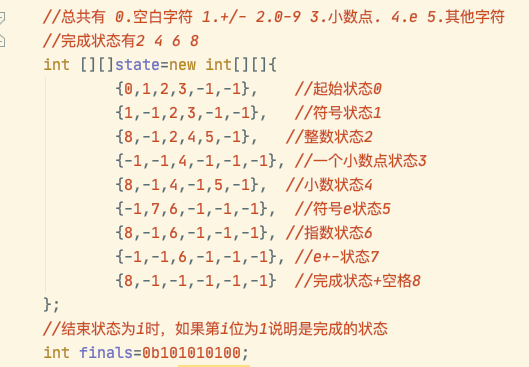 //总共有 0.空白字符 1.+/- 2.0-9 3.小数点. 4.e 5.其他字符
//完成状态有2 4 6 8
int [][]state=new int[][]{
{0,1,2,3,-1,-1}, //起始状态0
{1,-1,2,3,-1,-1}, //符号状态1
{8,-1,2,4,5,-1}, //整数状态2
{-1,-1,4,-1,-1,-1}, //一个小数点状态3
{8,-1,4,-1,5,-1}, //小数状态4
{-1,7,6,-1,-1,-1}, //符号e状态5
{8,-1,6,-1,-1,-1}, //指数状态6
{-1,-1,6,-1,-1,-1}, //e+-状态7
{8,-1,-1,-1,-1,-1} //完成状态+空格8
};
//结束状态为i时，如果第i位为1说明是完成的状态
int finals=0b101010100;